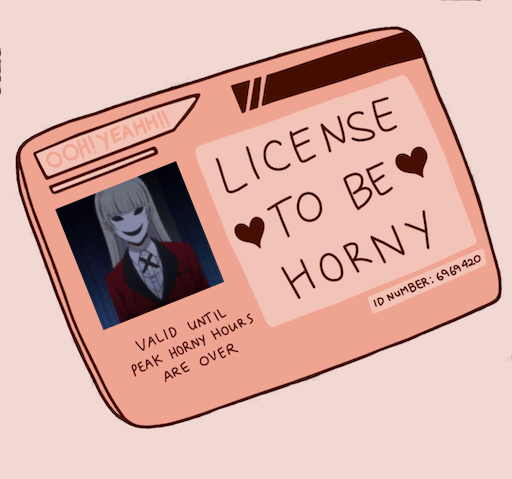 OOH! YEAHH!!
LICENSE
TO BE
HORNY
ID NUMBER: 6969420
VALID UNTIL
PEAK HORNY HOURS
ARE OVER